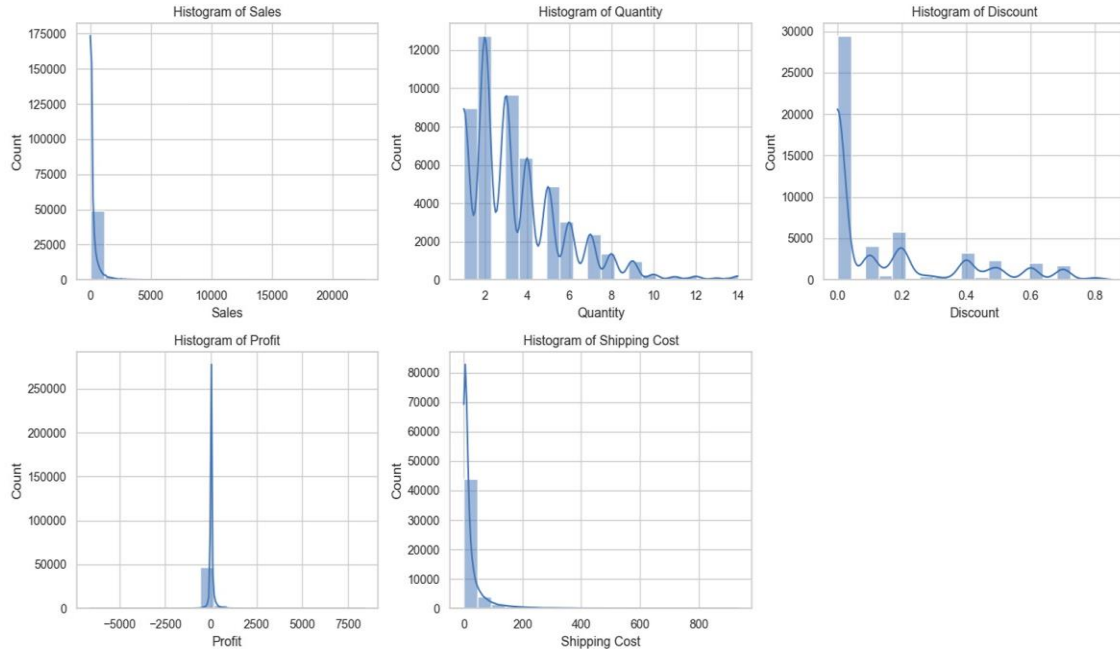 Histogram of Sales
175000
150000
125000
100000
75000
50000
25000
0
Count
0 5000 10000 15000 20000
Sales
Histogram of Quantity
12000
10000
8000
6000
4000
2000
0
Count
2 4 6 8 10 12 14
Quantity
Histogram of Discount
30000
25000
20000
15000
10000
5000
0
Count
0.0 0.2 0.4 0.6 0.8
Discount
Histogram of Profit
250000
200000
150000
100000
50000
0
Count
−5000 −2500 0 2500 5000 7500
Profit
Histogram of Shipping Cost
80000
70000
60000
50000
40000
30000
20000
10000
0
Count
0 200 400 600 800
Shipping Cost